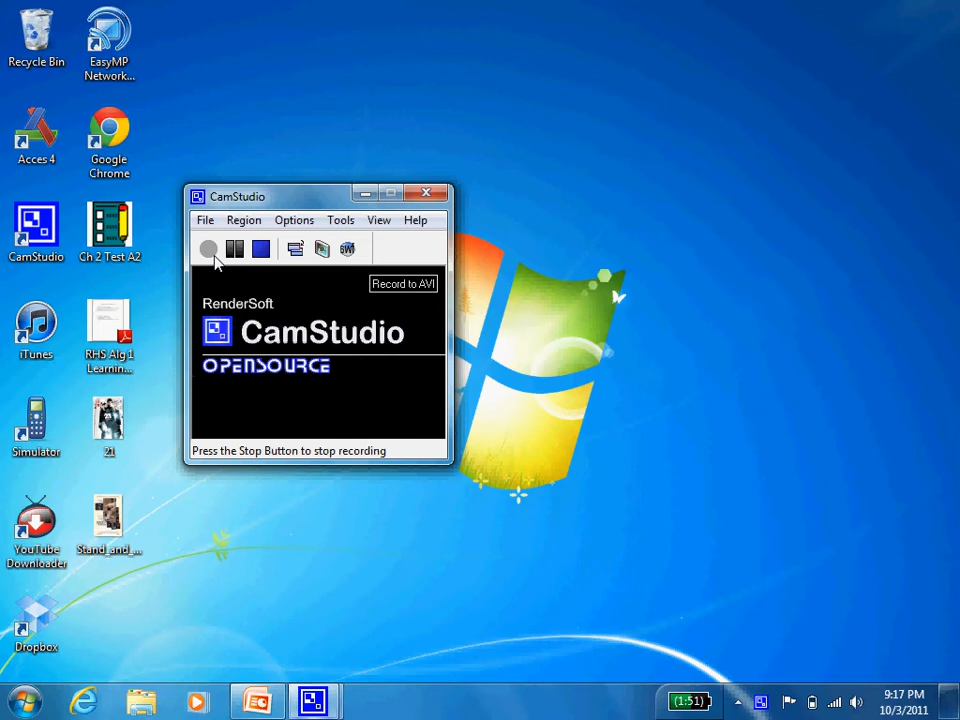 Recycle Bin
EasyMP
Network...
Acces 4
Google
Chrome
CamStudio
Ch 2 Test A2
iTunes
RHS Alg 1
Learnin...
Simulator
21
YouTube
Downloader
Stand_and_...
Dropbox
CamStudio
File Region Options Tools View Help
SWF
Record to AVI
RenderSoft
CamStudio
OPENSOURCE
Press the Stop Button to stop recording
(1:51)
9:17 PM
10/3/2011